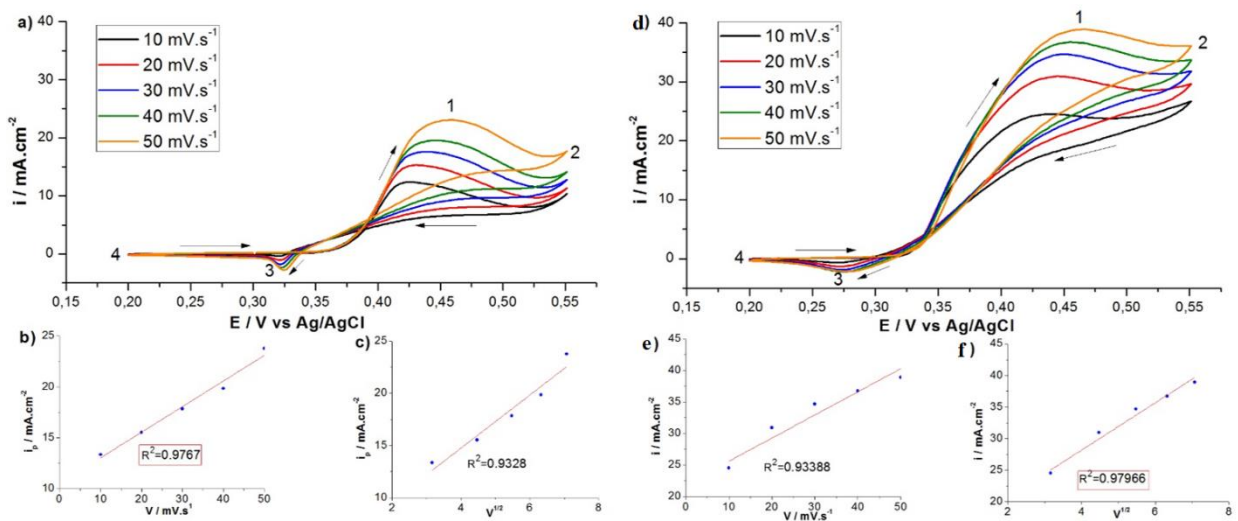 a)
10 mV.s⁻¹
20 mV.s⁻¹
30 mV.s⁻¹
40 mV.s⁻¹
50 mV.s⁻¹
i / mA.cm⁻²
40
30
20
10
0
1
2
3
4
0,15 0,20 0,25 0,30 0,35 0,40 0,45 0,50 0,55
E / V vs Ag/AgCl
d)
10 mV.s⁻¹
20 mV.s⁻¹
30 mV.s⁻¹
40 mV.s⁻¹
50 mV.s⁻¹
i / mA.cm⁻²
40
30
20
10
0
1
2
3
4
0,15 0,20 0,25 0,30 0,35 0,40 0,45 0,50 0,55
E / V vs Ag/AgCl
b)
iₚ / mA.cm⁻²
25
20
15
10
R²=0.9767
0 10 20 30 40 50
V / mV.s¹
c)
iₚ / mA.cm⁻²
25
20
15
10
R²=0.9328
2 4 6 8
V¹ᐟ²
e)
i / mA.cm⁻²
45
40
35
30
25
20
R²=0.93388
0 10 20 30 40 50
V / mV.s⁻¹
f)
i / mA.cm⁻²
45
40
35
30
25
20
R²=0.97966
2 4 6 8
V¹ᐟ²